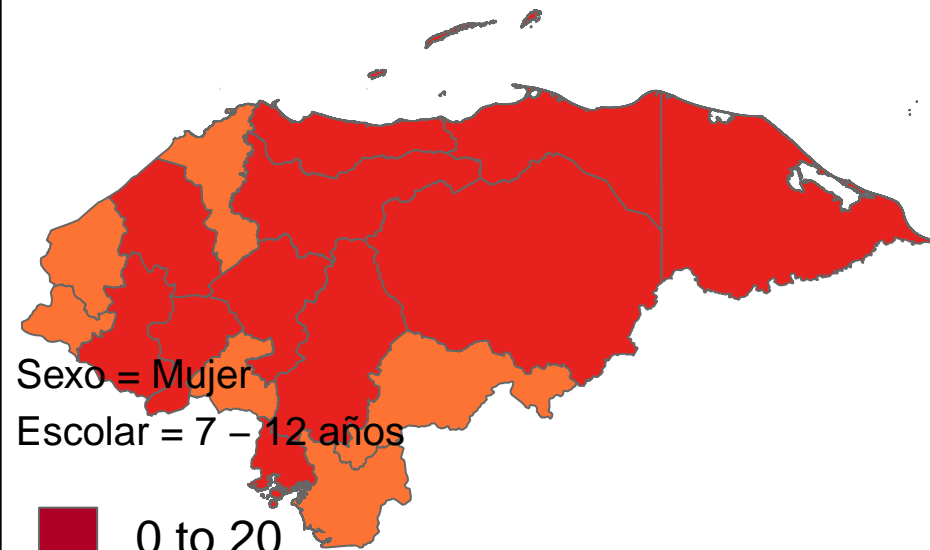 Sexo = Mujer
Escolar = 7 – 12 años
0 to 20